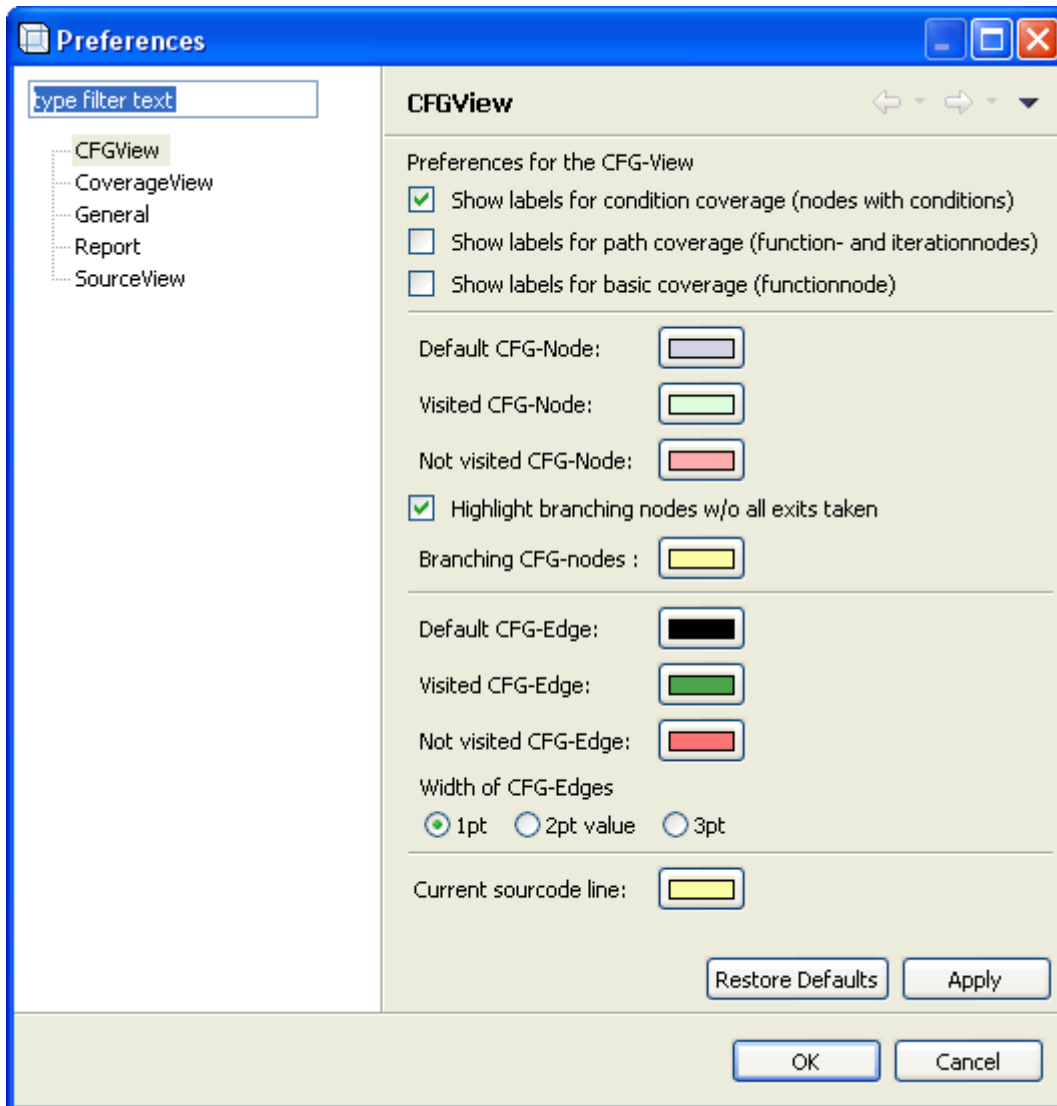 Preferences
type filter text
CFGView
CoverageView
General
Report
SourceView
CFGView
Preferences for the CFG-View
Show labels for condition coverage (nodes with conditions)
Show labels for path coverage (function- and iterationnodes)
Show labels for basic coverage (functionnode)
Default CFG-Node:
Visited CFG-Node:
Not visited CFG-Node:
Highlight branching nodes w/o all exits taken
Branching CFG-nodes :
Default CFG-Edge:
Visited CFG-Edge:
Not visited CFG-Edge:
Width of CFG-Edges
1pt 2pt value 3pt
Current sourcode line:
Restore Defaults Apply
OK Cancel